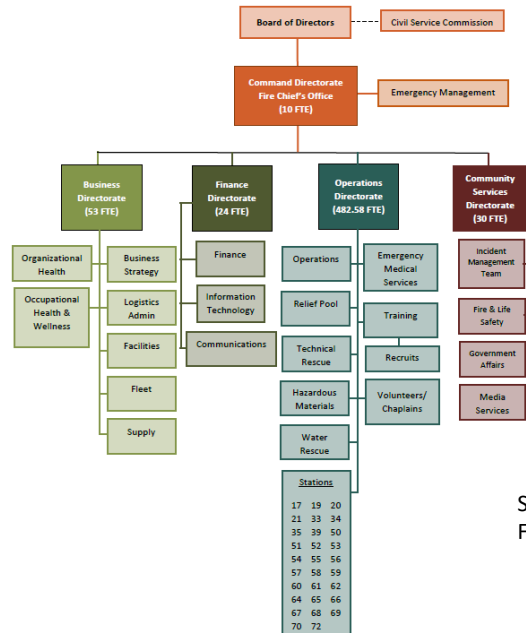 Board of Directors
Civil Service Commission
Command Directorate
Fire Chief's Office
(10 FTE)
Emergency Management
Business
Directorate
(53 FTE)
Finance
Directorate
(24 FTE)
Operations
Directorate
(482.58 FTE)
Community
Services
Directorate
(30 FTE)
Organizational
Health
Business
Strategy
Occupational
Health &
Wellness
Logistics
Admin
Facilities
Fleet
Supply
Finance
Information
Technology
Communications
Operations
Emergency
Medical
Services
Relief Pool
Training
Technical
Rescue
Recruits
Hazardous
Materials
Volunteers/
Chaplains
Water
Rescue
Stations
17 19 20
21 33 34
35 39 50
51 52 53
54 55 56
57 58 59
60 61 62
64 65 66
67 68 69
70 72
Incident
Management
Team
Fire & Life
Safety
Government
Affairs
Media
Services
S
F